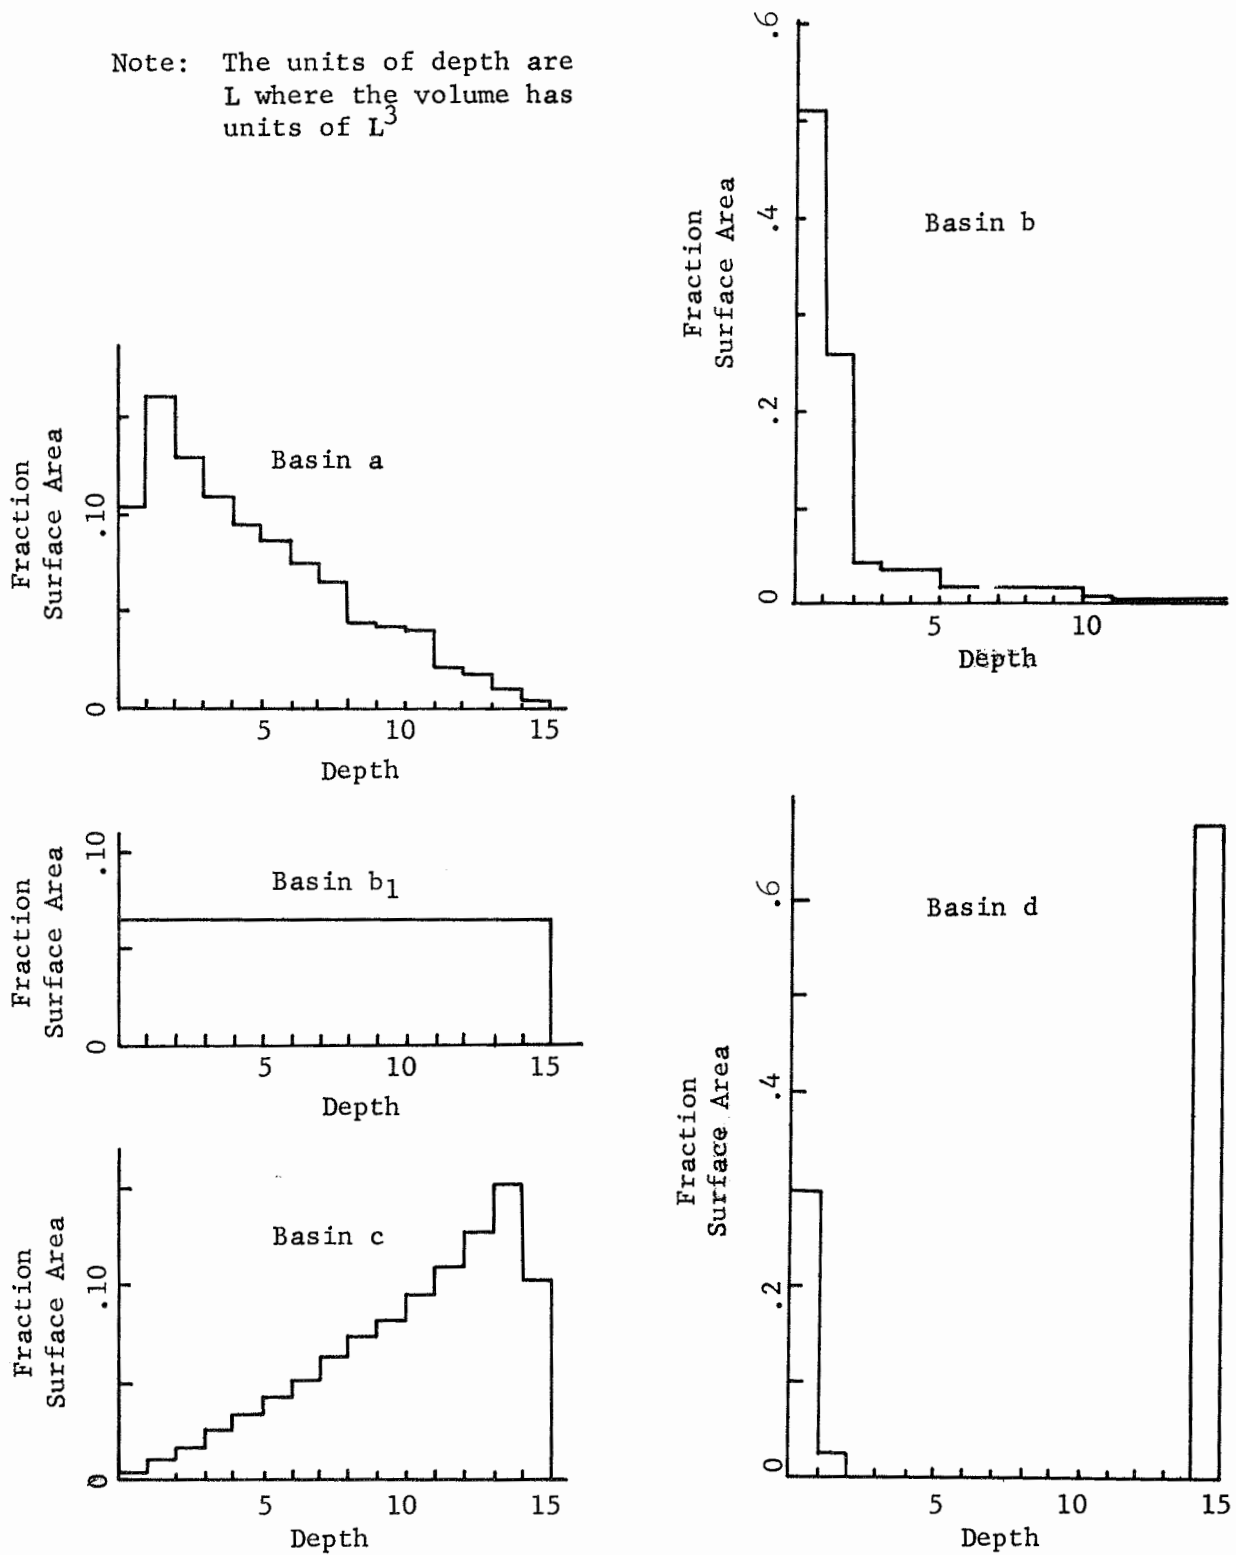 Note: The units of depth are
L where the volume has
units of L3
Basin a
Fraction
Surface Area
.10
0
5 10 15
Depth
Basin b1
Fraction
Surface Area
.10
0
5 10 15
Depth
Basin c
Fraction
Surface Area
.10
0
5 10 15
Depth
Basin b
Fraction
Surface Area
.6
.4
.2
0
5 10
Depth
Basin d
Fraction
Surface Area
.6
.4
.2
0
5 10 15
Depth